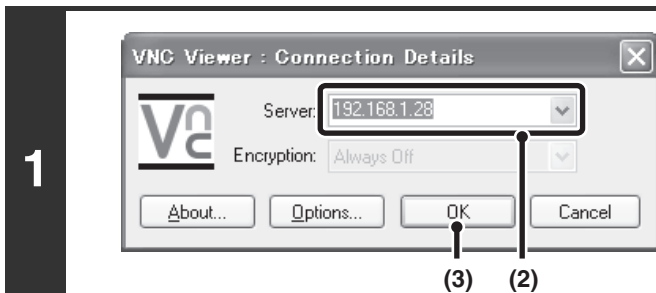 1
VNC Viewer : Connection Details
VNC
Server: 192.168.1.28
Encryption: Always Off
About... Options... OK Cancel
(3) (2)